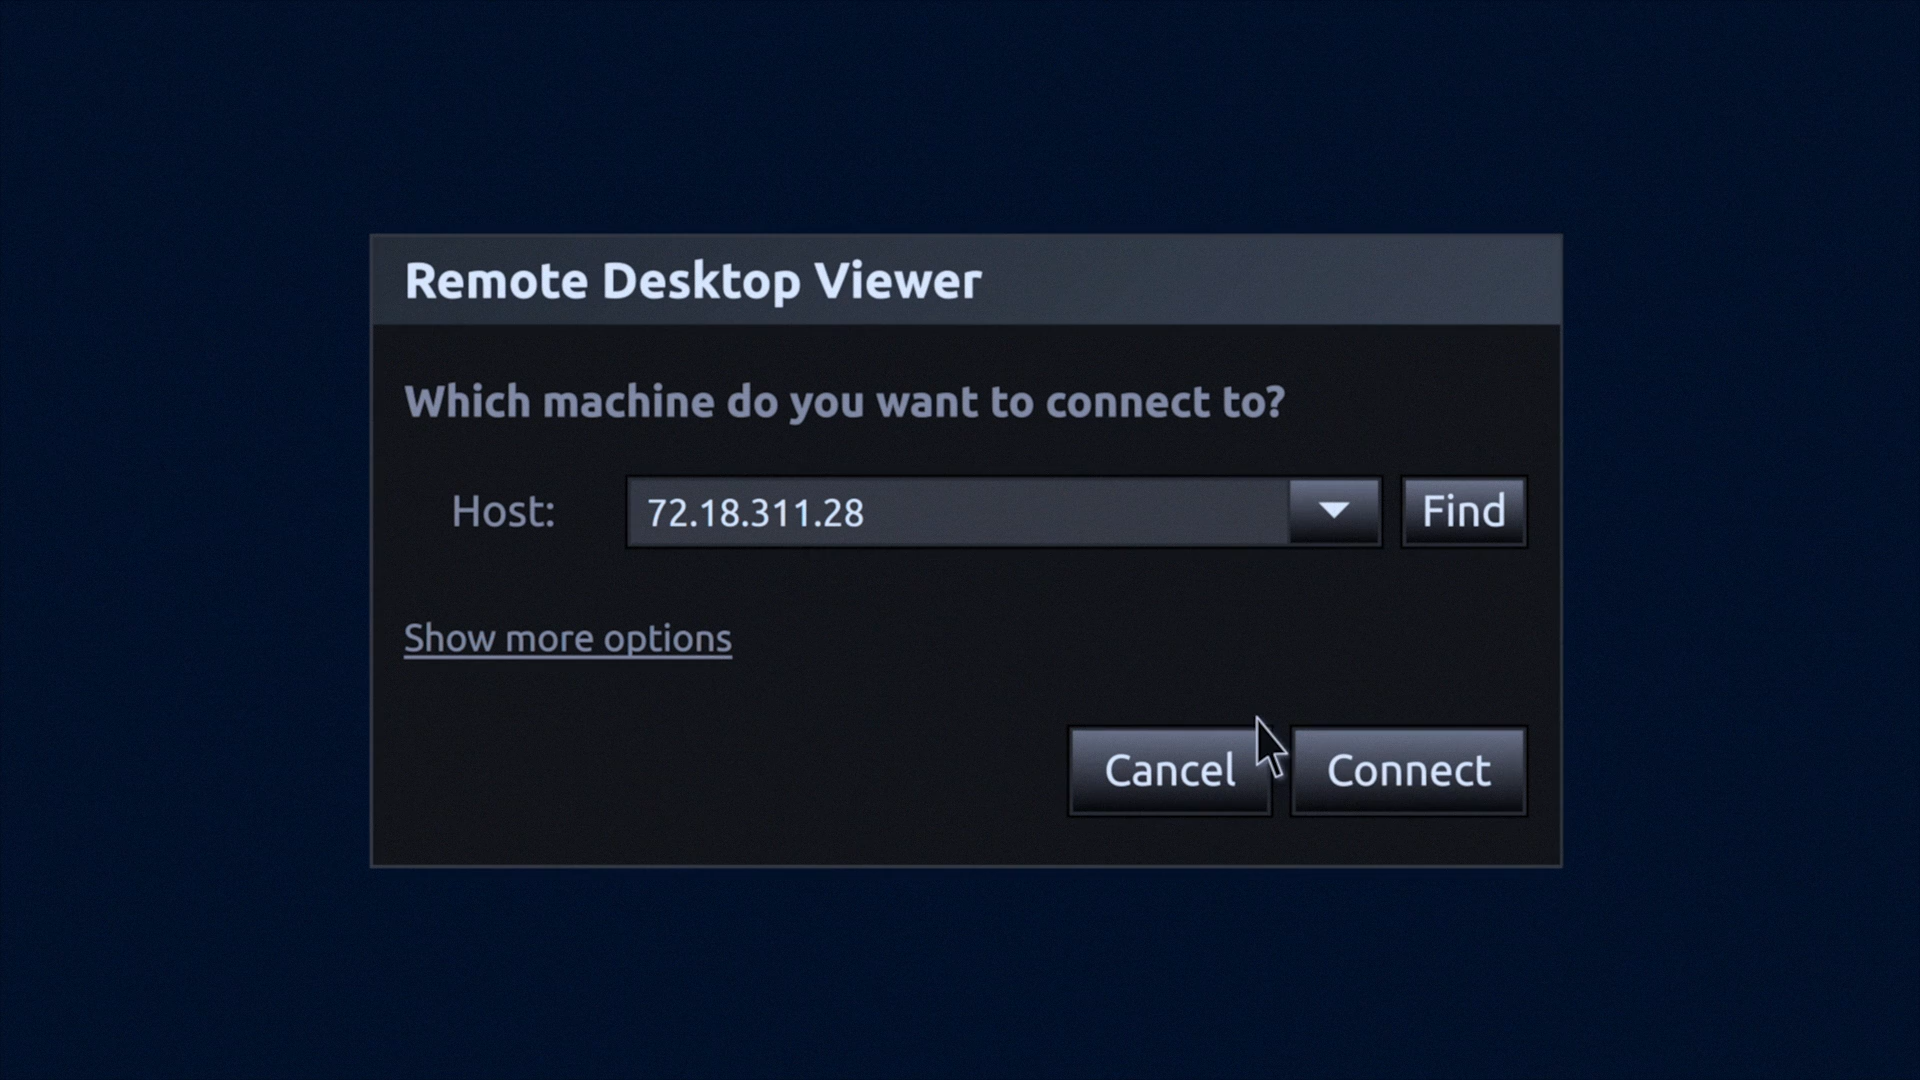 Remote Desktop Viewer
Which machine do you want to connect to?
Host: 72.18.311.28 Find
Show more options
Cancel Connect